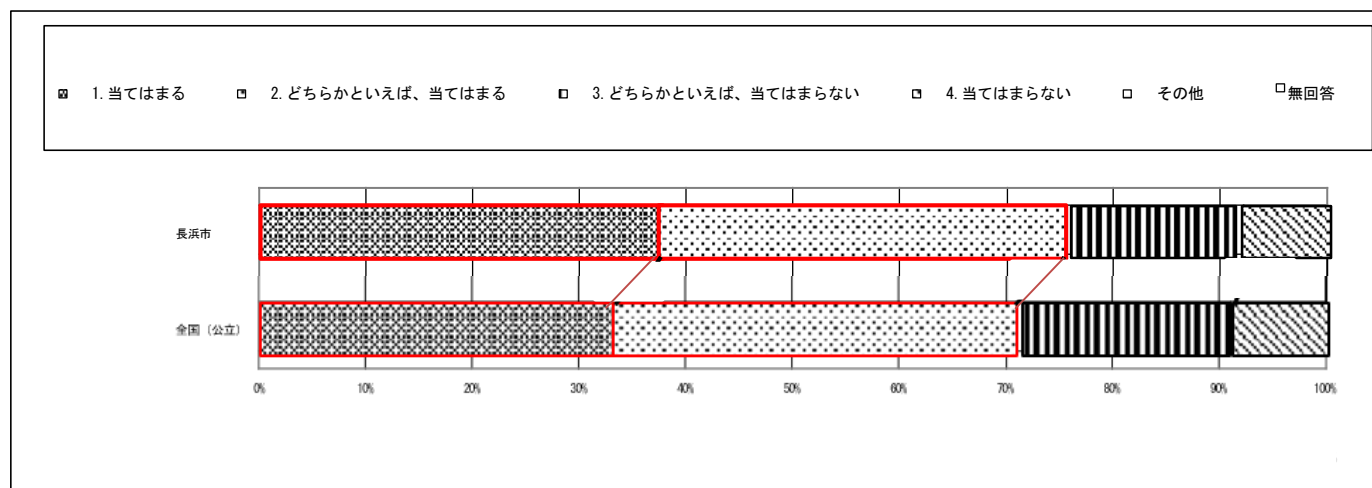 1.当てはまる 2.どちらかといえば、当てはまる 3.どちらかといえば、当てはまらない 4.当てはまらない その他 無回答
長浜市
全国(公立)
0% 10% 20% 30% 40% 50% 60% 70% 80% 90% 100%